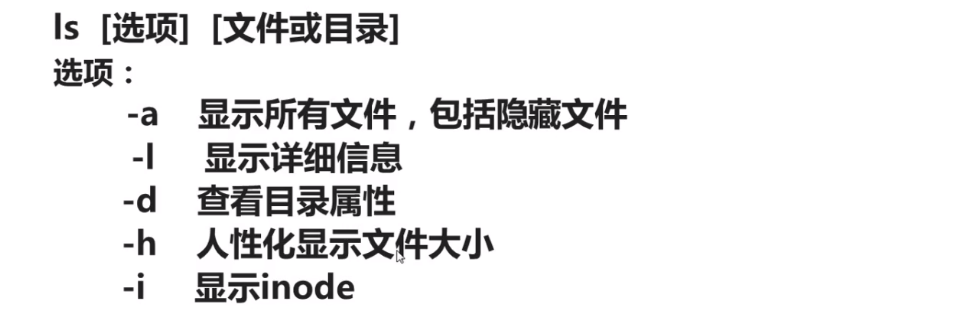 ls [选项] [文件或目录]
选项：
-a 显示所有文件，包括隐藏文件
-l 显示详细信息
-d 查看目录属性
-h 人性化显示文件大小
-i 显示inode